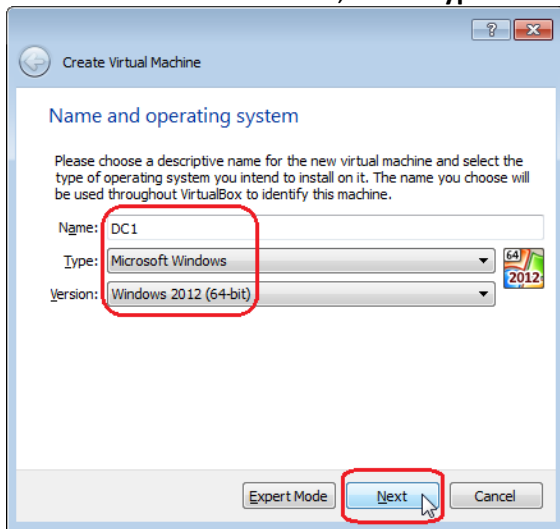 Create Virtual Machine
Name and operating system
Please choose a descriptive name for the new virtual machine and select the
type of operating system you intend to install on it. The name you choose will
be used throughout VirtualBox to identify this machine.
Name: DC1
Type: Microsoft Windows
64
Version: Windows 2012 (64-bit)
2012
Expert Mode Next Cancel